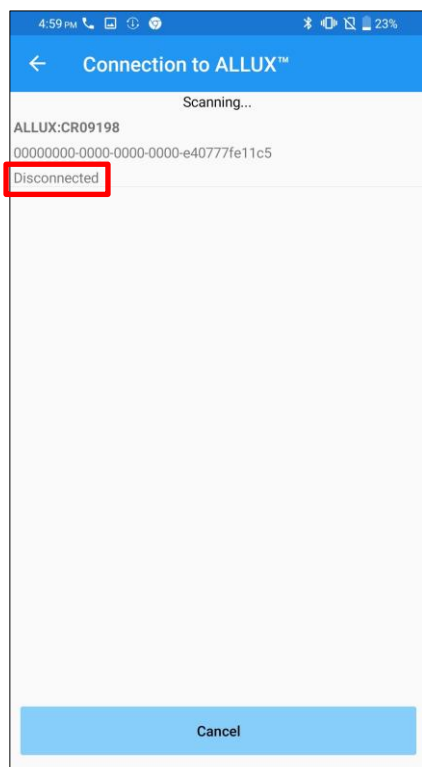 4:59 PM 23%
Connection to ALLUX™
Scanning...
ALLUX:CR09198
00000000-0000-0000-0000-e40777fe11c5
Disconnected
Cancel